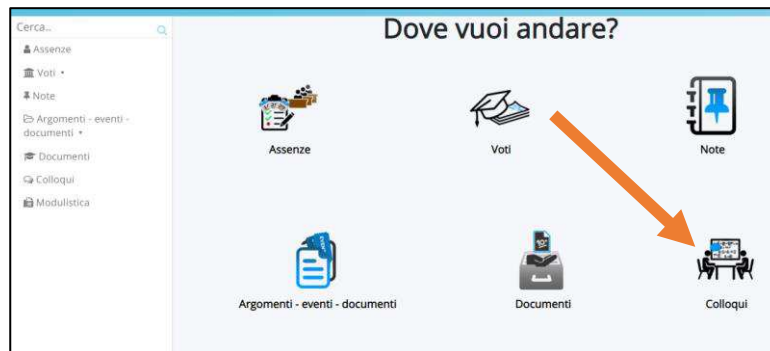 Cerca..
Assenze
Voti
Note
Argomenti - eventi -
documenti
Documenti
Colloqui
Modulistica
Dove vuoi andare?
Assenze
Voti
Note
Argomenti - eventi - documenti
Documenti
Colloqui